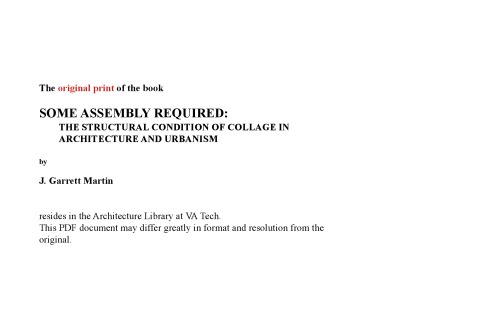 The original print of the book
SOME ASSEMBLY REQUIRED:
THE STRUCTURAL CONDITION OF COLLAGE IN
ARCHITECTURE AND URBANISM
by
J. Garrett Martin
resides in the Architecture Library at VA Tech.
This PDF document may differ greatly in format and resolution from the
original.